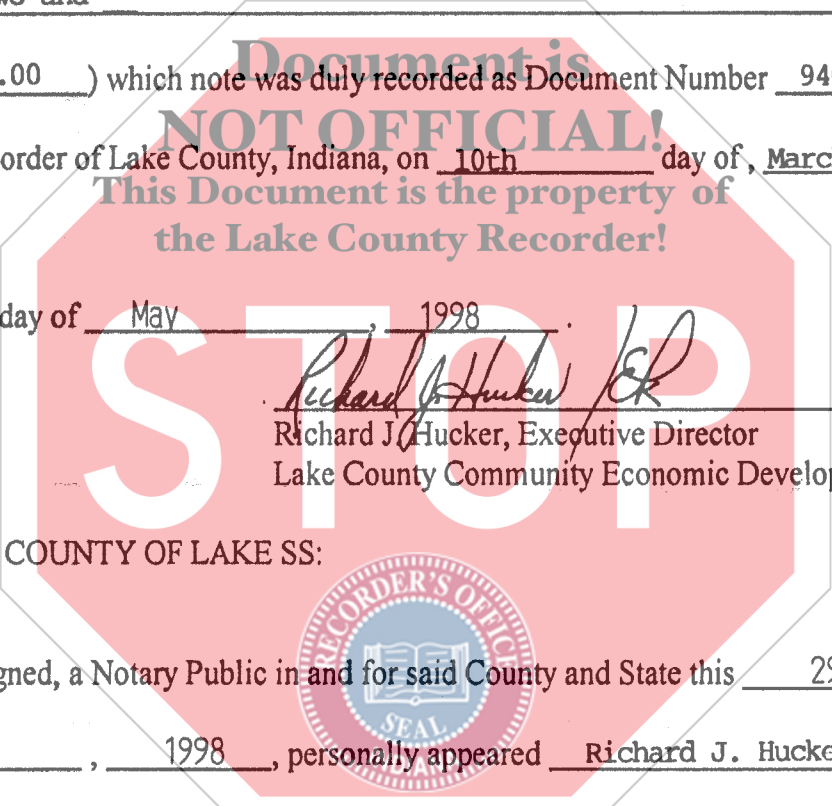 .00 ) which note was duly recorded as Document Number 94
Document is
NOT OFFICIAL!
order of Lake County, Indiana, on 10th day of , Marc
This Document is the property of
the Lake County Recorder!
day of May , 1998 .
STOP
Richard J. Hucker / ER
Richard J. Hucker, Executive Director
Lake County Community Economic Develop
COUNTY OF LAKE SS:
RECORDER'S OFFICE
SEAL
gned, a Notary Public in and for said County and State this 29
, 1998 , personally appeared Richard J. Hucke